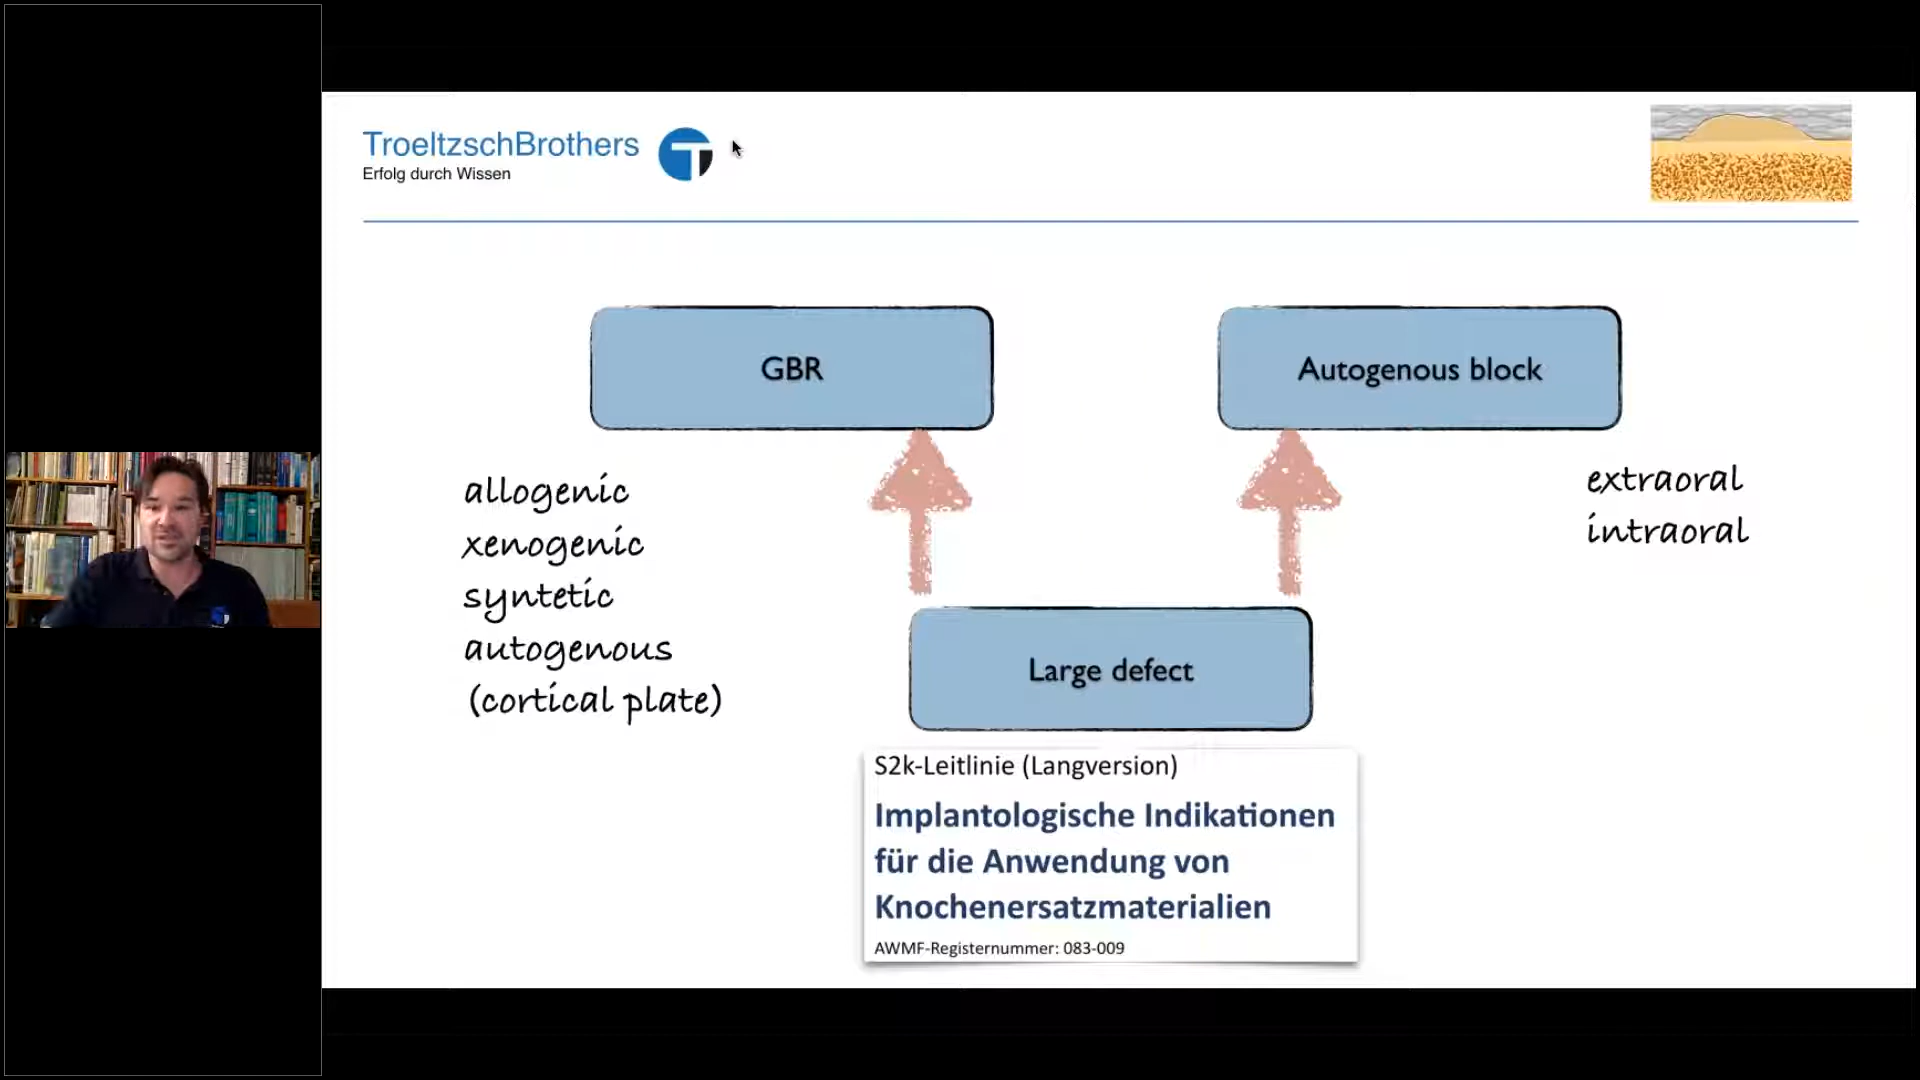 TroeltzschBrothers
Erfolg durch Wissen
GBR
Autogenous block
allogenic
xenogenic
syntetic
autogenous
(cortical plate)
extraoral
intraoral
Large defect
S2k-Leitlinie (Langversion)
Implantologische Indikationen
für die Anwendung von
Knochenersatzmaterialien
AWMF-Registernummer: 083-009